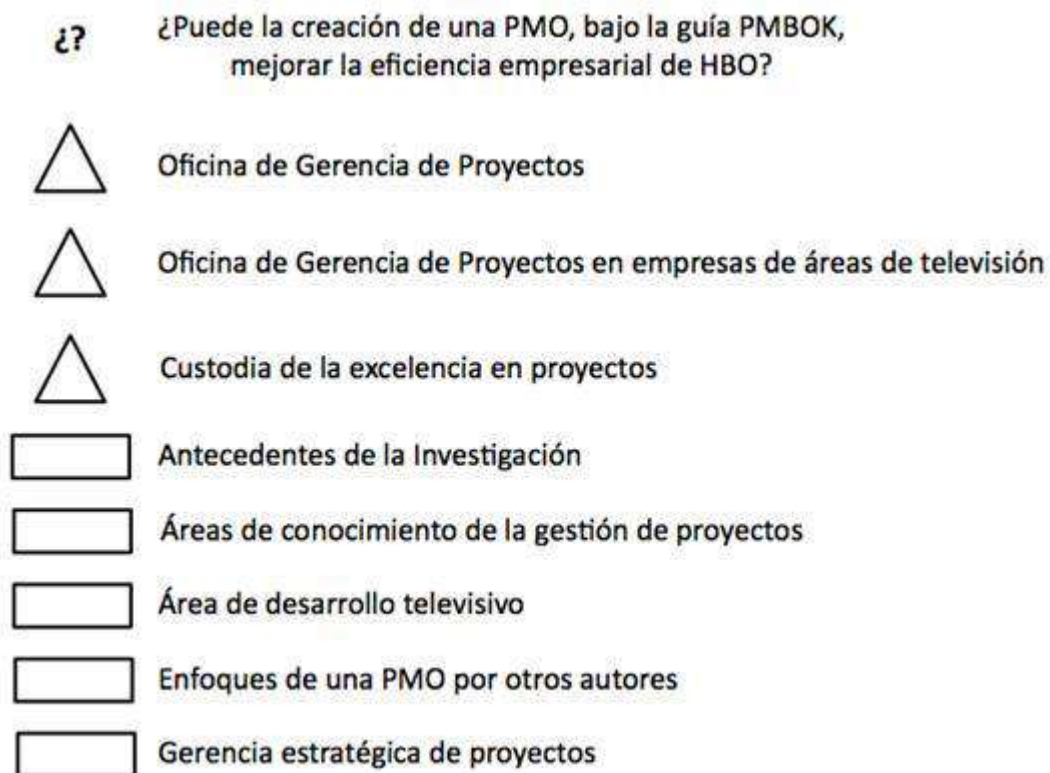 ¿?
¿Puede la creación de una PMO, bajo la guía PMBOK,
mejorar la eficiencia empresarial de HBO?
Oficina de Gerencia de Proyectos
Oficina de Gerencia de Proyectos en empresas de áreas de televisión
Custodia de la excelencia en proyectos
Antecedentes de la Investigación
Áreas de conocimiento de la gestión de proyectos
Área de desarrollo televisivo
Enfoques de una PMO por otros autores
Gerencia estratégica de proyectos